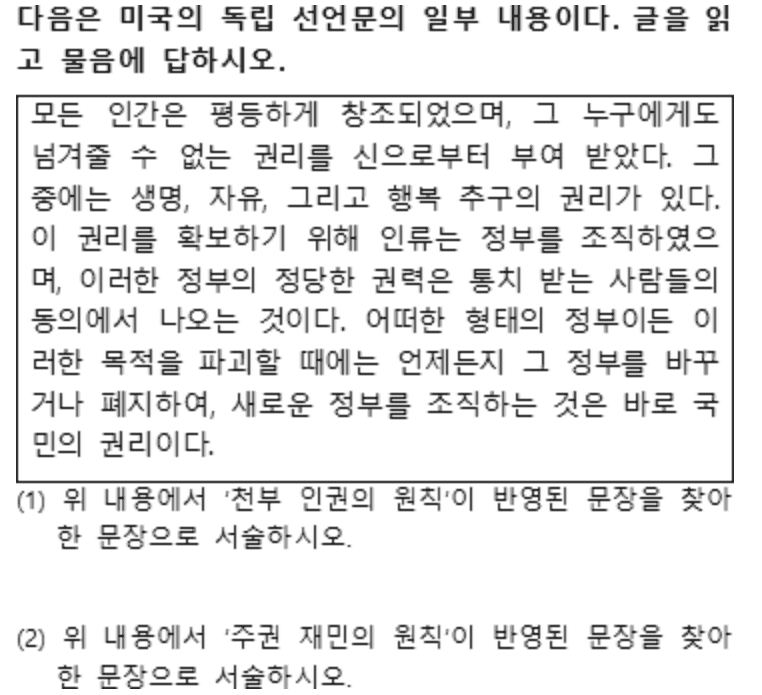 다음은 미국의 독립 선언문의 일부 내용이다. 글을 읽
고 물음에 답하시오.
모든 인간은 평등하게 창조되었으며, 그 누구에게도
넘겨줄 수 없는 권리를 신으로부터 부여 받았다. 그
중에는 생명, 자유, 그리고 행복 추구의 권리가 있다.
이 권리를 확보하기 위해 인류는 정부를 조직하였으
며, 이러한 정부의 정당한 권력은 통치 받는 사람들의
동의에서 나오는 것이다. 어떠한 형태의 정부이든 이
러한 목적을 파괴할 때에는 언제든지 그 정부를 바꾸
거나 폐지하여, 새로운 정부를 조직하는 것은 바로 국
민의 권리이다.
(1) 위 내용에서 '천부 인권의 원칙'이 반영된 문장을 찾아
한 문장으로 서술하시오.
(2) 위 내용에서 '주권 재민의 원칙'이 반영된 문장을 찾아
한 문장으로 서술하시오.